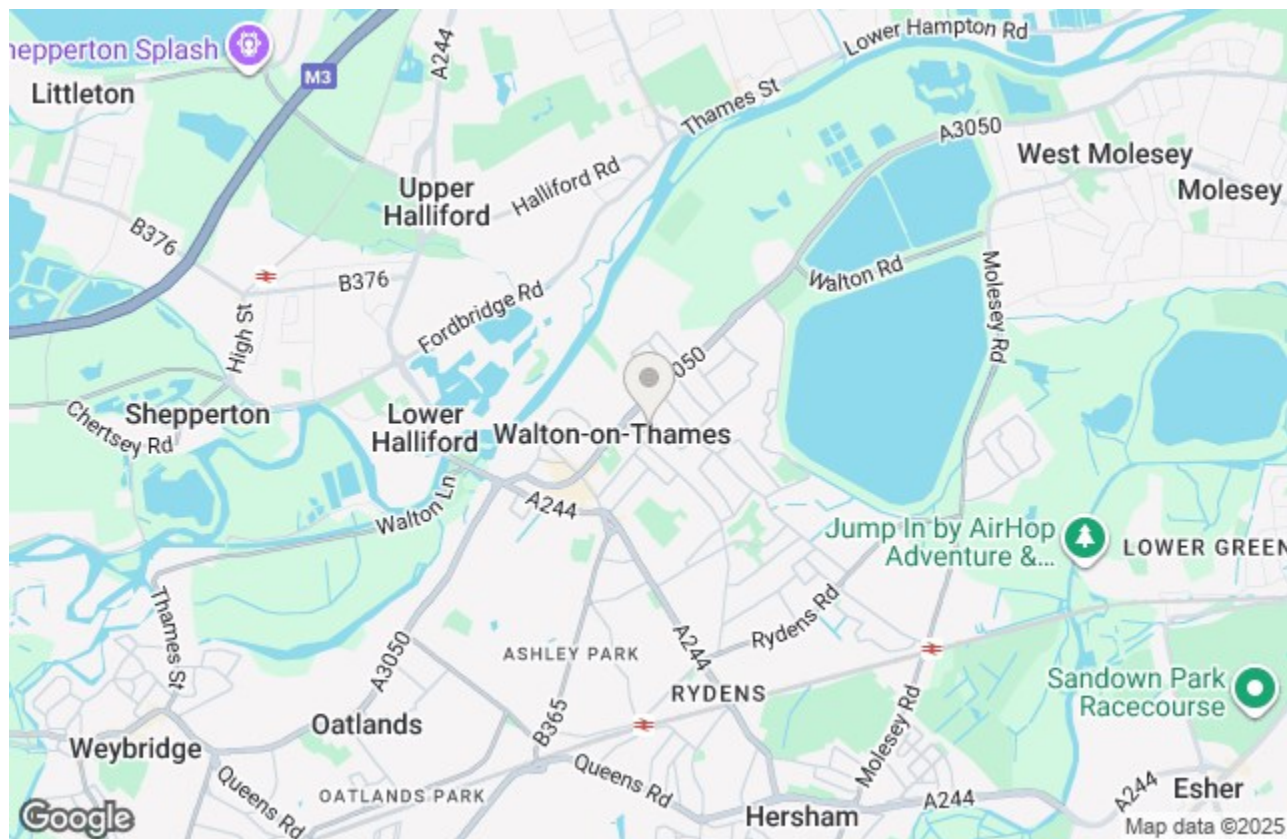 Lower Hampton Rd
hepperton Splash
A244
M3
Littleton
Thames St
A3050
West Molesey
Upper
Halliford
Halliford Rd
Molesey
B376
B376
Walton Rd
Molesey Rd
High St
Fordbridge Rd
050
Shepperton
Chertsey Rd
Lower
Halliford
Walton-on-Thames
Walton Ln
A244
Jump In by AirHop
Adventure &...
LOWER GREEN
Thames St
A3050
ASHLEY PARK
A244
Rydens Rd
RYDENS
Sandown Park
Racecourse
Oatlands
B365
Molesey Rd
Weybridge
Queens Rd
OATLANDS PARK
Queens Rd
Hersham
A244
A244
Esher
Google
Map data ©2025